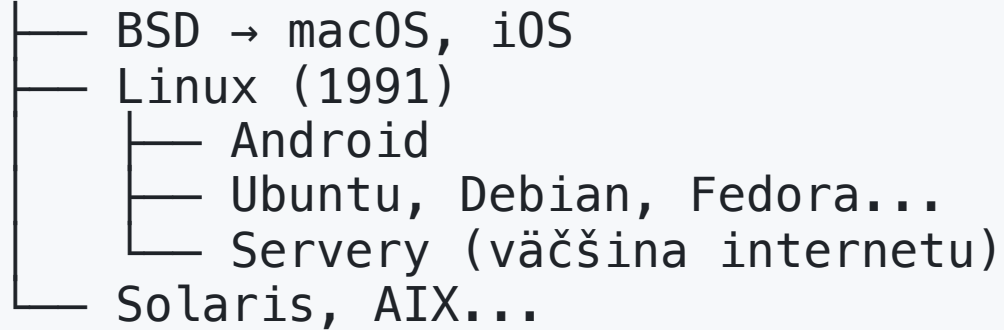 ├── BSD → macOS, iOS
├── Linux (1991)
│   ├── Android
│   ├── Ubuntu, Debian, Fedora...
│   └── Servery (väčšina internetu)
└── Solaris, AIX...